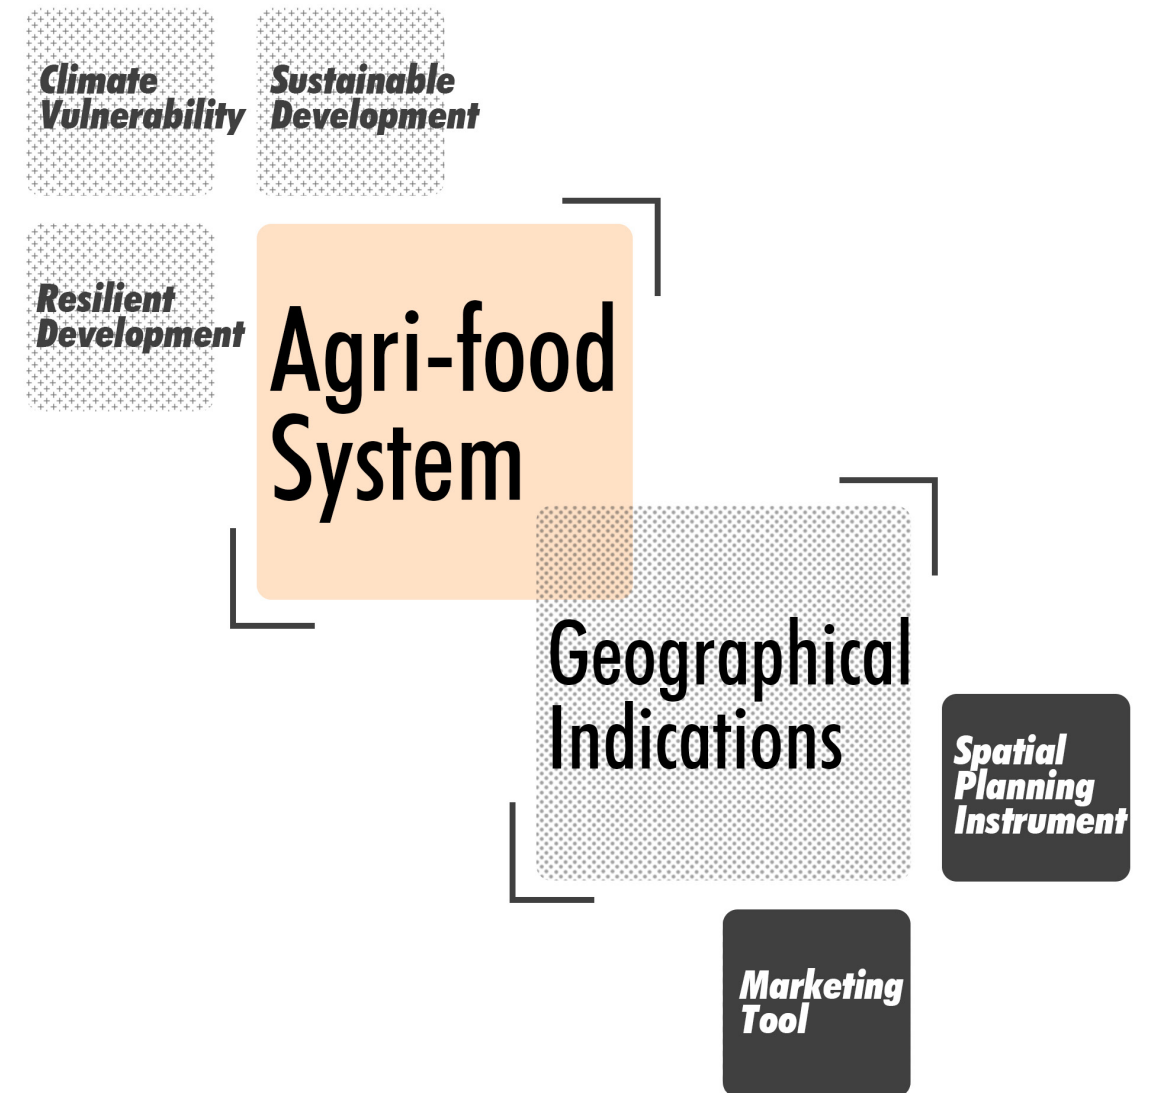 Climate
Vulnerability
Sustainable
Development
Resilient
Development
Agri-food
System
Geographical
Indications
Spatial
Planning
Instrument
Marketing
Tool